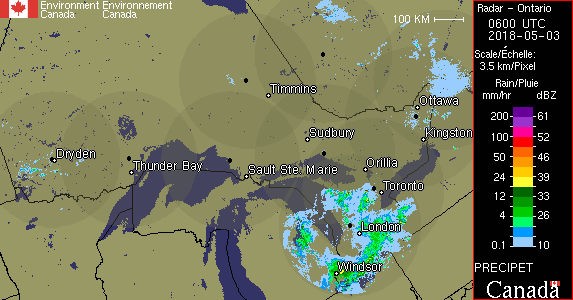 Environment Environnement
Canada Canada
100 KM
Timmins
Ottawa
Sudbury
Kingston
Dryden
Thunder Bay
Sault Ste. Marie
Orillia
Toronto
London
Windsor
Radar - Ontario
0600 UTC
2018-05-03
Scale/Échelle:
3.5 km/Pixel
Rain/Pluie
mm/hr dBZ
200 61
100 52
50 46
24 39
12 33
4 26
0.1 10
PRECIPET
Canada